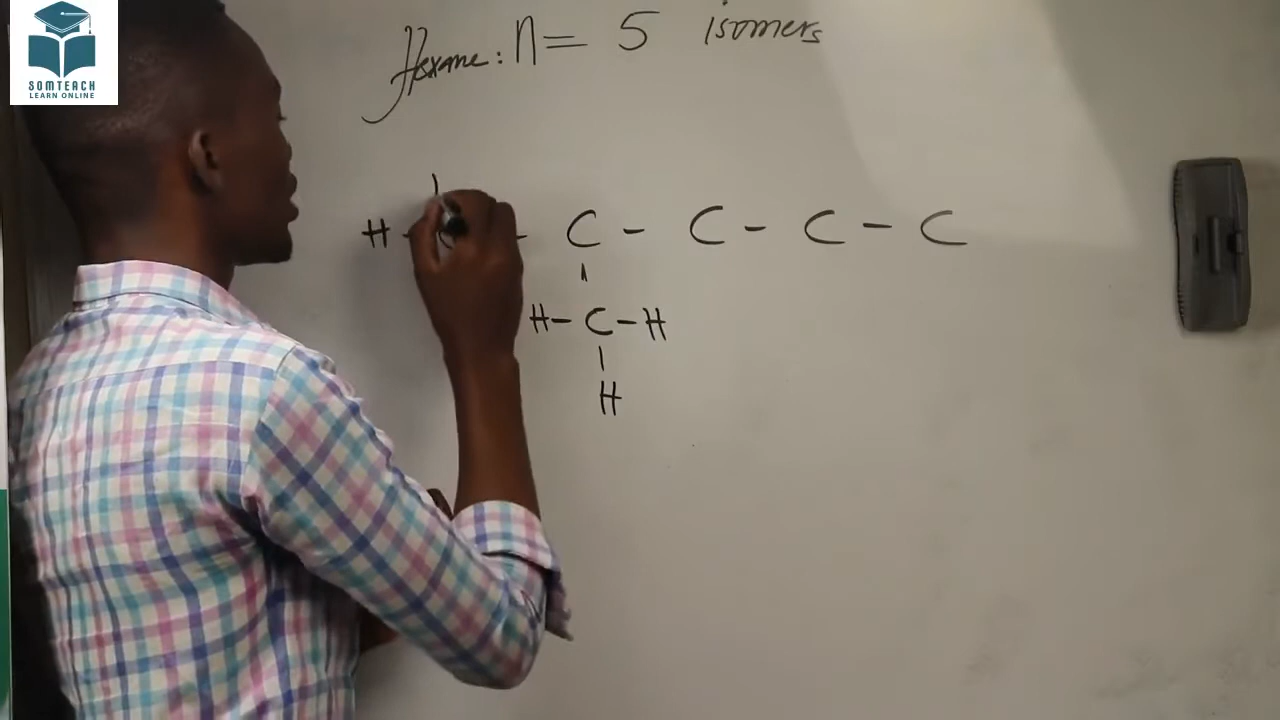 SOMTEACH
LEARN ONLINE
Hexane: n = 5 isomers
H - C - C - C - C - C
H - C - H
H